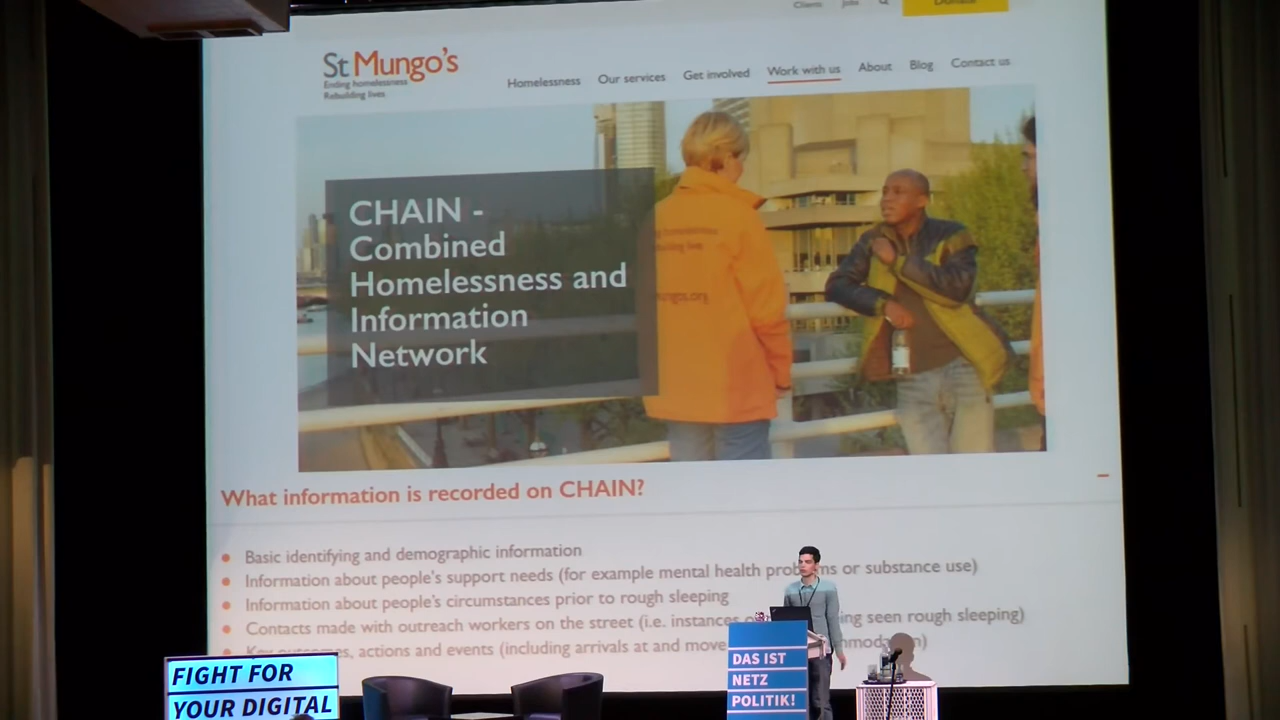 Clients Jobs Donate
St Mungo's
Ending homelessness
Rebuilding lives
Homelessness Our services Get involved Work with us About Blog Contact us
CHAIN -
Combined
Homelessness and
Information
Network
What information is recorded on CHAIN?
Basic identifying and demographic information
Information about people's support needs (for example mental health problems or substance use)
Information about people's circumstances prior to rough sleeping
Contacts made with outreach workers on the street (i.e. instances ing seen rough sleeping)
actions and events (including arrivals at and move
DAS IST
NETZ
POLITIK!
FIGHT FOR
YOUR DIGITAL